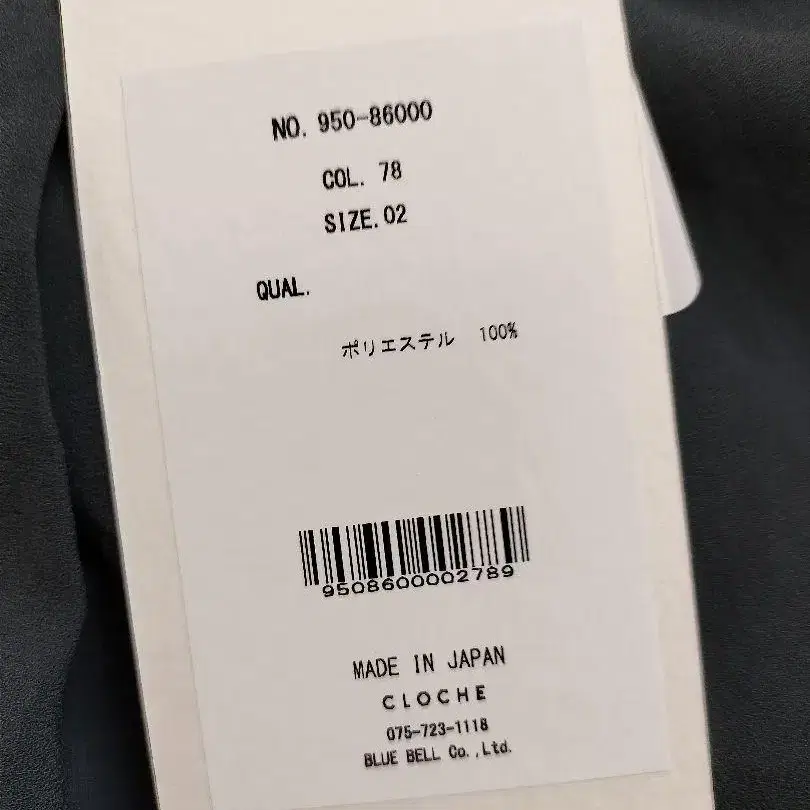 NO. 950-86000
COL. 78
SIZE.02
QUAL.
ポリエステル 100%
9508600002789
MADE IN JAPAN
CLOCHE
075-723-1118
BLUE BELL Co.,Ltd.